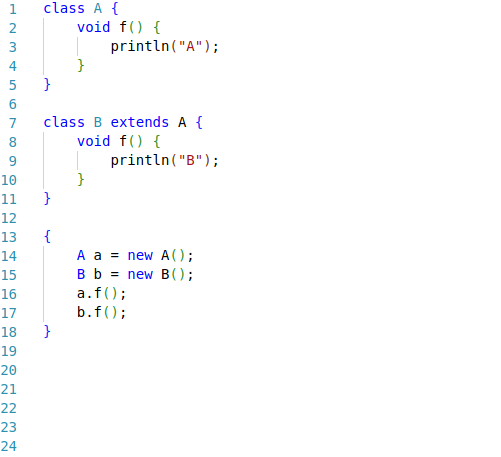 1 class A {
2     void f() {
3         println("A");
4     }
5 }
6
7 class B extends A {
8     void f() {
9         println("B");
10     }
11 }
12
13 {
14     A a = new A();
15     B b = new B();
16     a.f();
17     b.f();
18 }
19
20
21
22
23
24